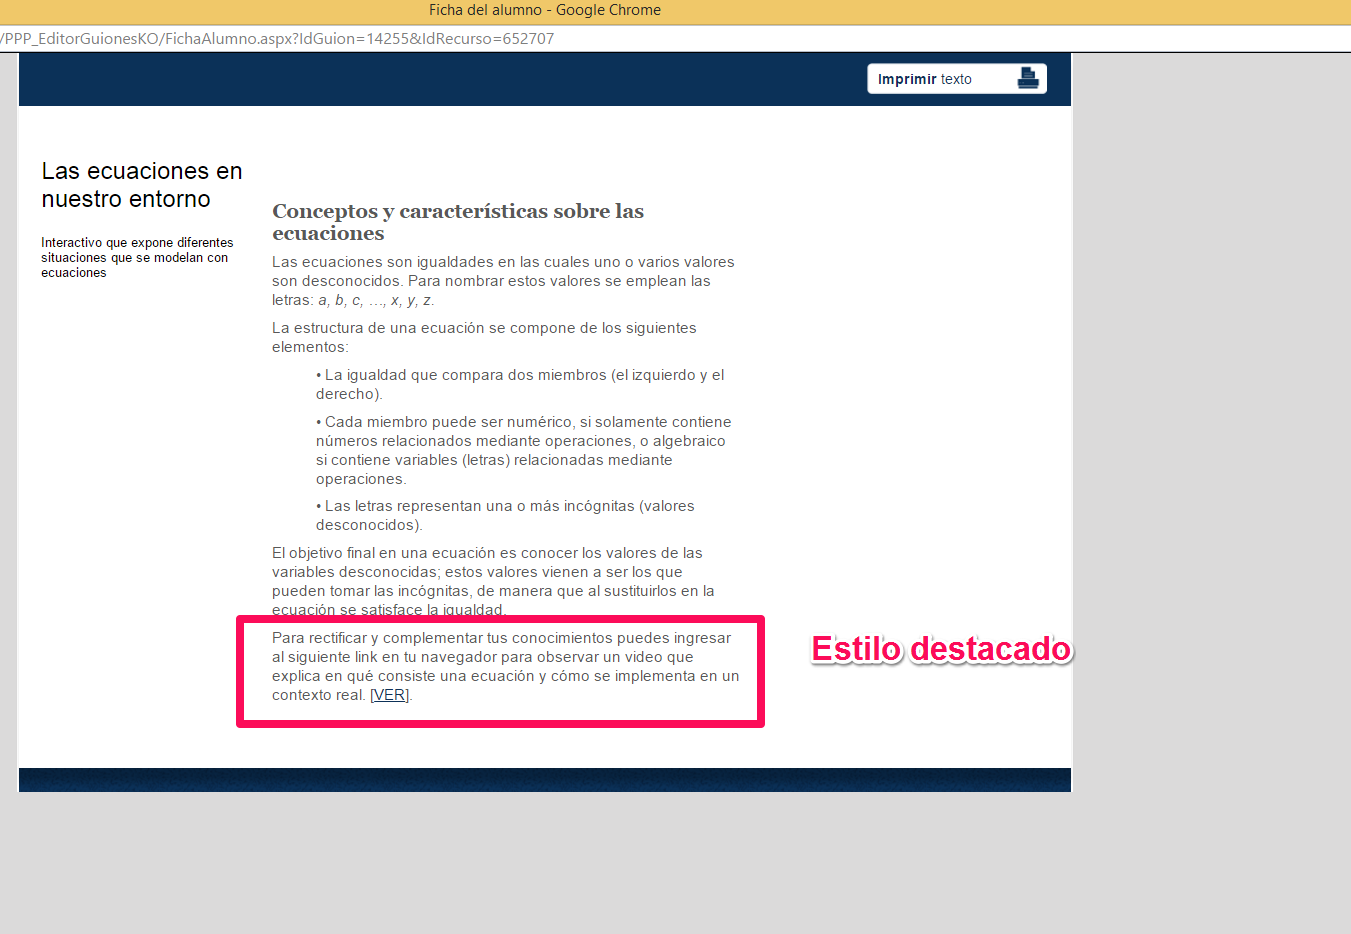 Ficha del alumno - Google Chrome
/PPP_EditorGuionesKO/FichaAlumno.aspx?IdGuion=14255&IdRecurso=652707
Imprimir texto
Las ecuaciones en
nuestro entorno
Interactivo que expone diferentes
situaciones que se modelan con
ecuaciones
Conceptos y características sobre las
ecuaciones
Las ecuaciones son igualdades en las cuales uno o varios valores
son desconocidos. Para nombrar estos valores se emplean las
letras: a, b, c, …, x, y, z.
La estructura de una ecuación se compone de los siguientes
elementos:
• La igualdad que compara dos miembros (el izquierdo y el
derecho).
• Cada miembro puede ser numérico, si solamente contiene
números relacionados mediante operaciones, o algebraico
si contiene variables (letras) relacionadas mediante
operaciones.
• Las letras representan una o más incógnitas (valores
desconocidos).
El objetivo final en una ecuación es conocer los valores de las
variables desconocidas; estos valores vienen a ser los que
pueden tomar las incógnitas, de manera que al sustituirlos en la
ecuación se satisface la igualdad.
Para rectificar y complementar tus conocimientos puedes ingresar
al siguiente link en tu navegador para observar un video que
explica en qué consiste una ecuación y cómo se implementa en un
contexto real. [VER].
Estilo destacado